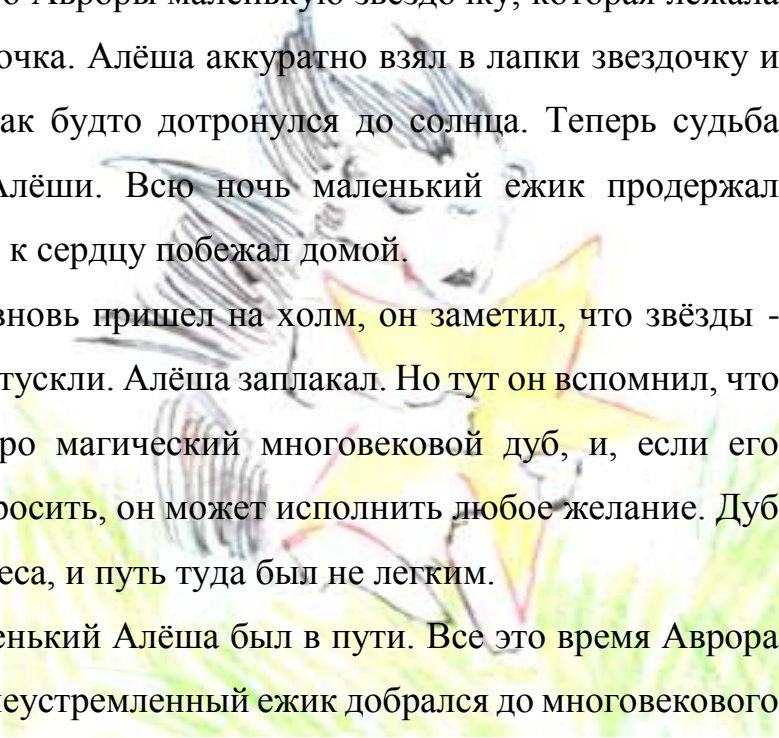 Авроры маленькую звездочку, которая лежала
очка. Алёша аккуратно взял в лапки звездочку и
ак будто дотронулся до солнца. Теперь судьба
Алёши. Всю ночь маленький ежик продержал
к сердцу побежал домой.
вновь пришел на холм, он заметил, что звёзды -
тускли. Алёша заплакал. Но тут он вспомнил, что
ро магический многовековой дуб, и, если его
росить, он может исполнить любое желание. Дуб
еса, и путь туда был не легким.
енький Алёша был в пути. Все это время Аврора
леустремленный ежик добрался до многовекового